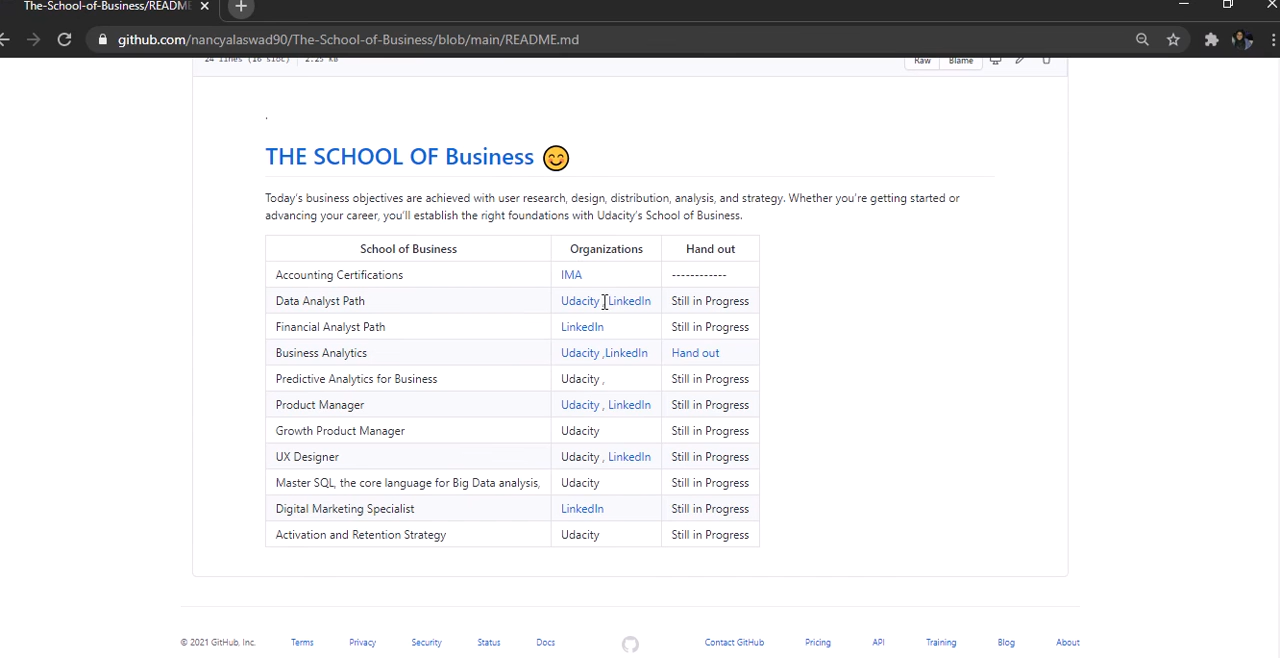 The-School-of-Business/README
github.com/nancyalaswad90/The-School-of-Business/blob/main/README.md
24 lines (16 sloc) 2.25 KB
Raw Blame
.
THE SCHOOL OF Business 😊
Today's business objectives are achieved with user research, design, distribution, analysis, and strategy. Whether you're getting started or
advancing your career, you'll establish the right foundations with Udacity's School of Business.
School of Business Organizations Hand out
Accounting Certifications IMA ------------
Data Analyst Path Udacity LinkedIn Still in Progress
Financial Analyst Path LinkedIn Still in Progress
Business Analytics Udacity ,LinkedIn Hand out
Predictive Analytics for Business Udacity , Still in Progress
Product Manager Udacity , LinkedIn Still in Progress
Growth Product Manager Udacity Still in Progress
UX Designer Udacity , LinkedIn Still in Progress
Master SQL, the core language for Big Data analysis, Udacity Still in Progress
Digital Marketing Specialist LinkedIn Still in Progress
Activation and Retention Strategy Udacity Still in Progress
© 2021 GitHub, Inc. Terms Privacy Security Status Docs Contact GitHub Pricing API Training Blog About